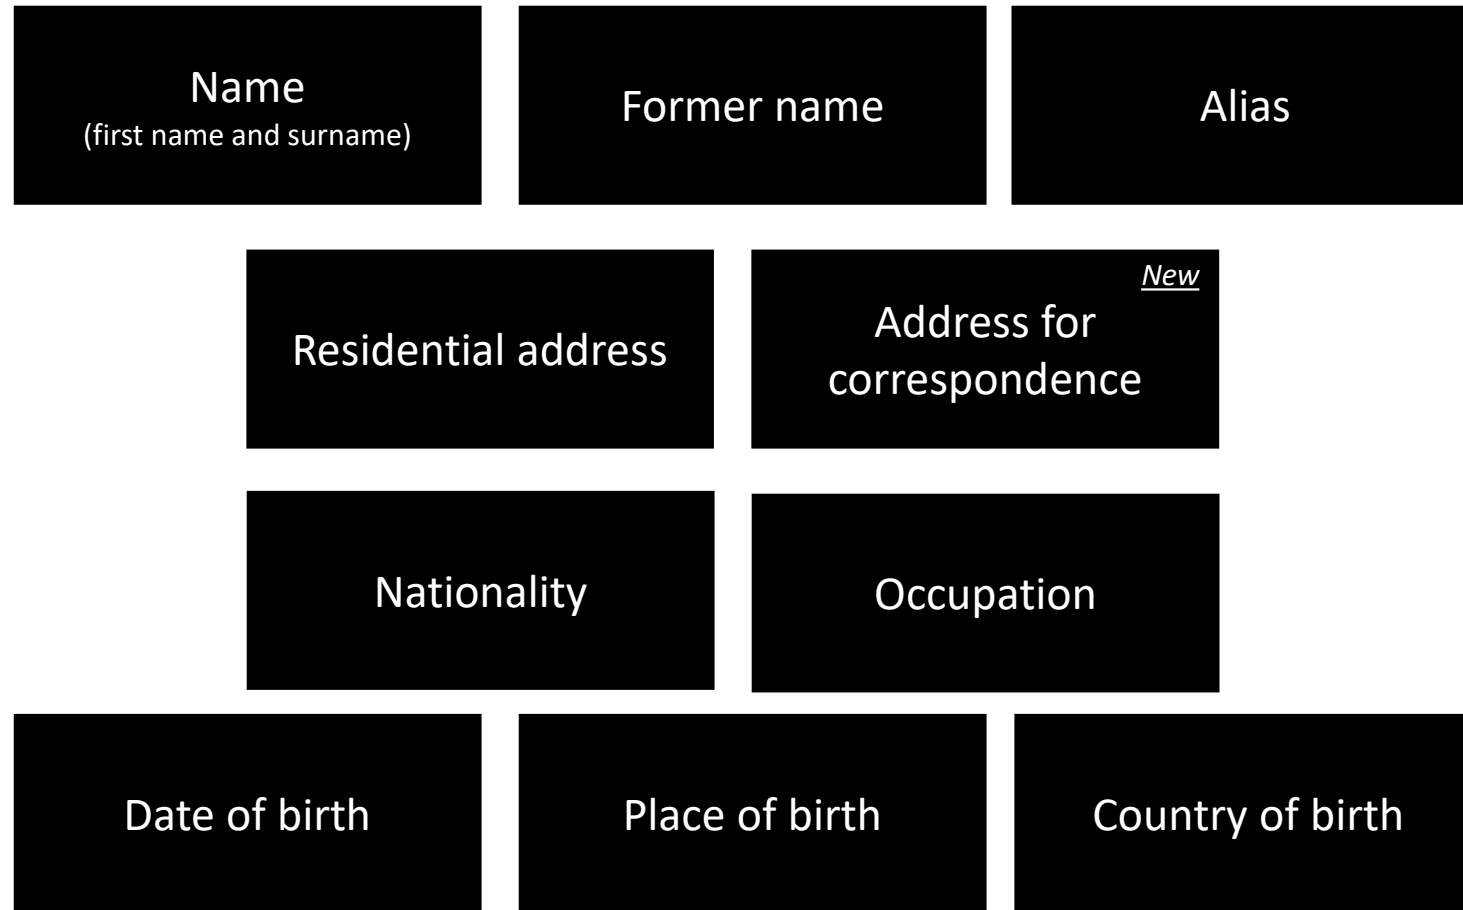 Name
(first name and surname)
Former name
Alias
Residential address
New
Address for
correspondence
Nationality
Occupation
Date of birth
Place of birth
Country of birth